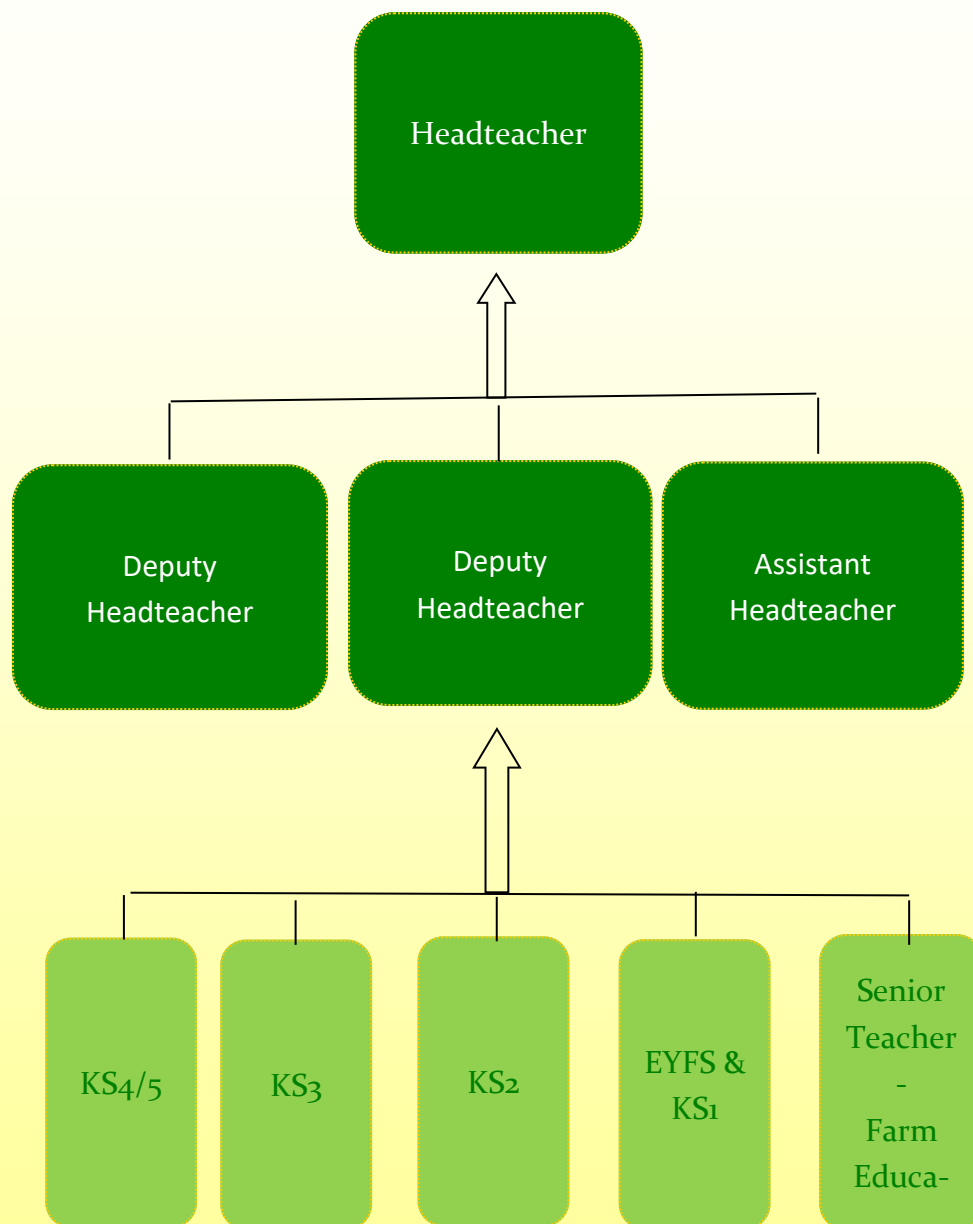 Headteacher
Deputy
Headteacher
Deputy
Headteacher
Assistant
Headteacher
KS4/5
KS3
KS2
EYFS &
KS1
Senior
Teacher
-
Farm
Educa-